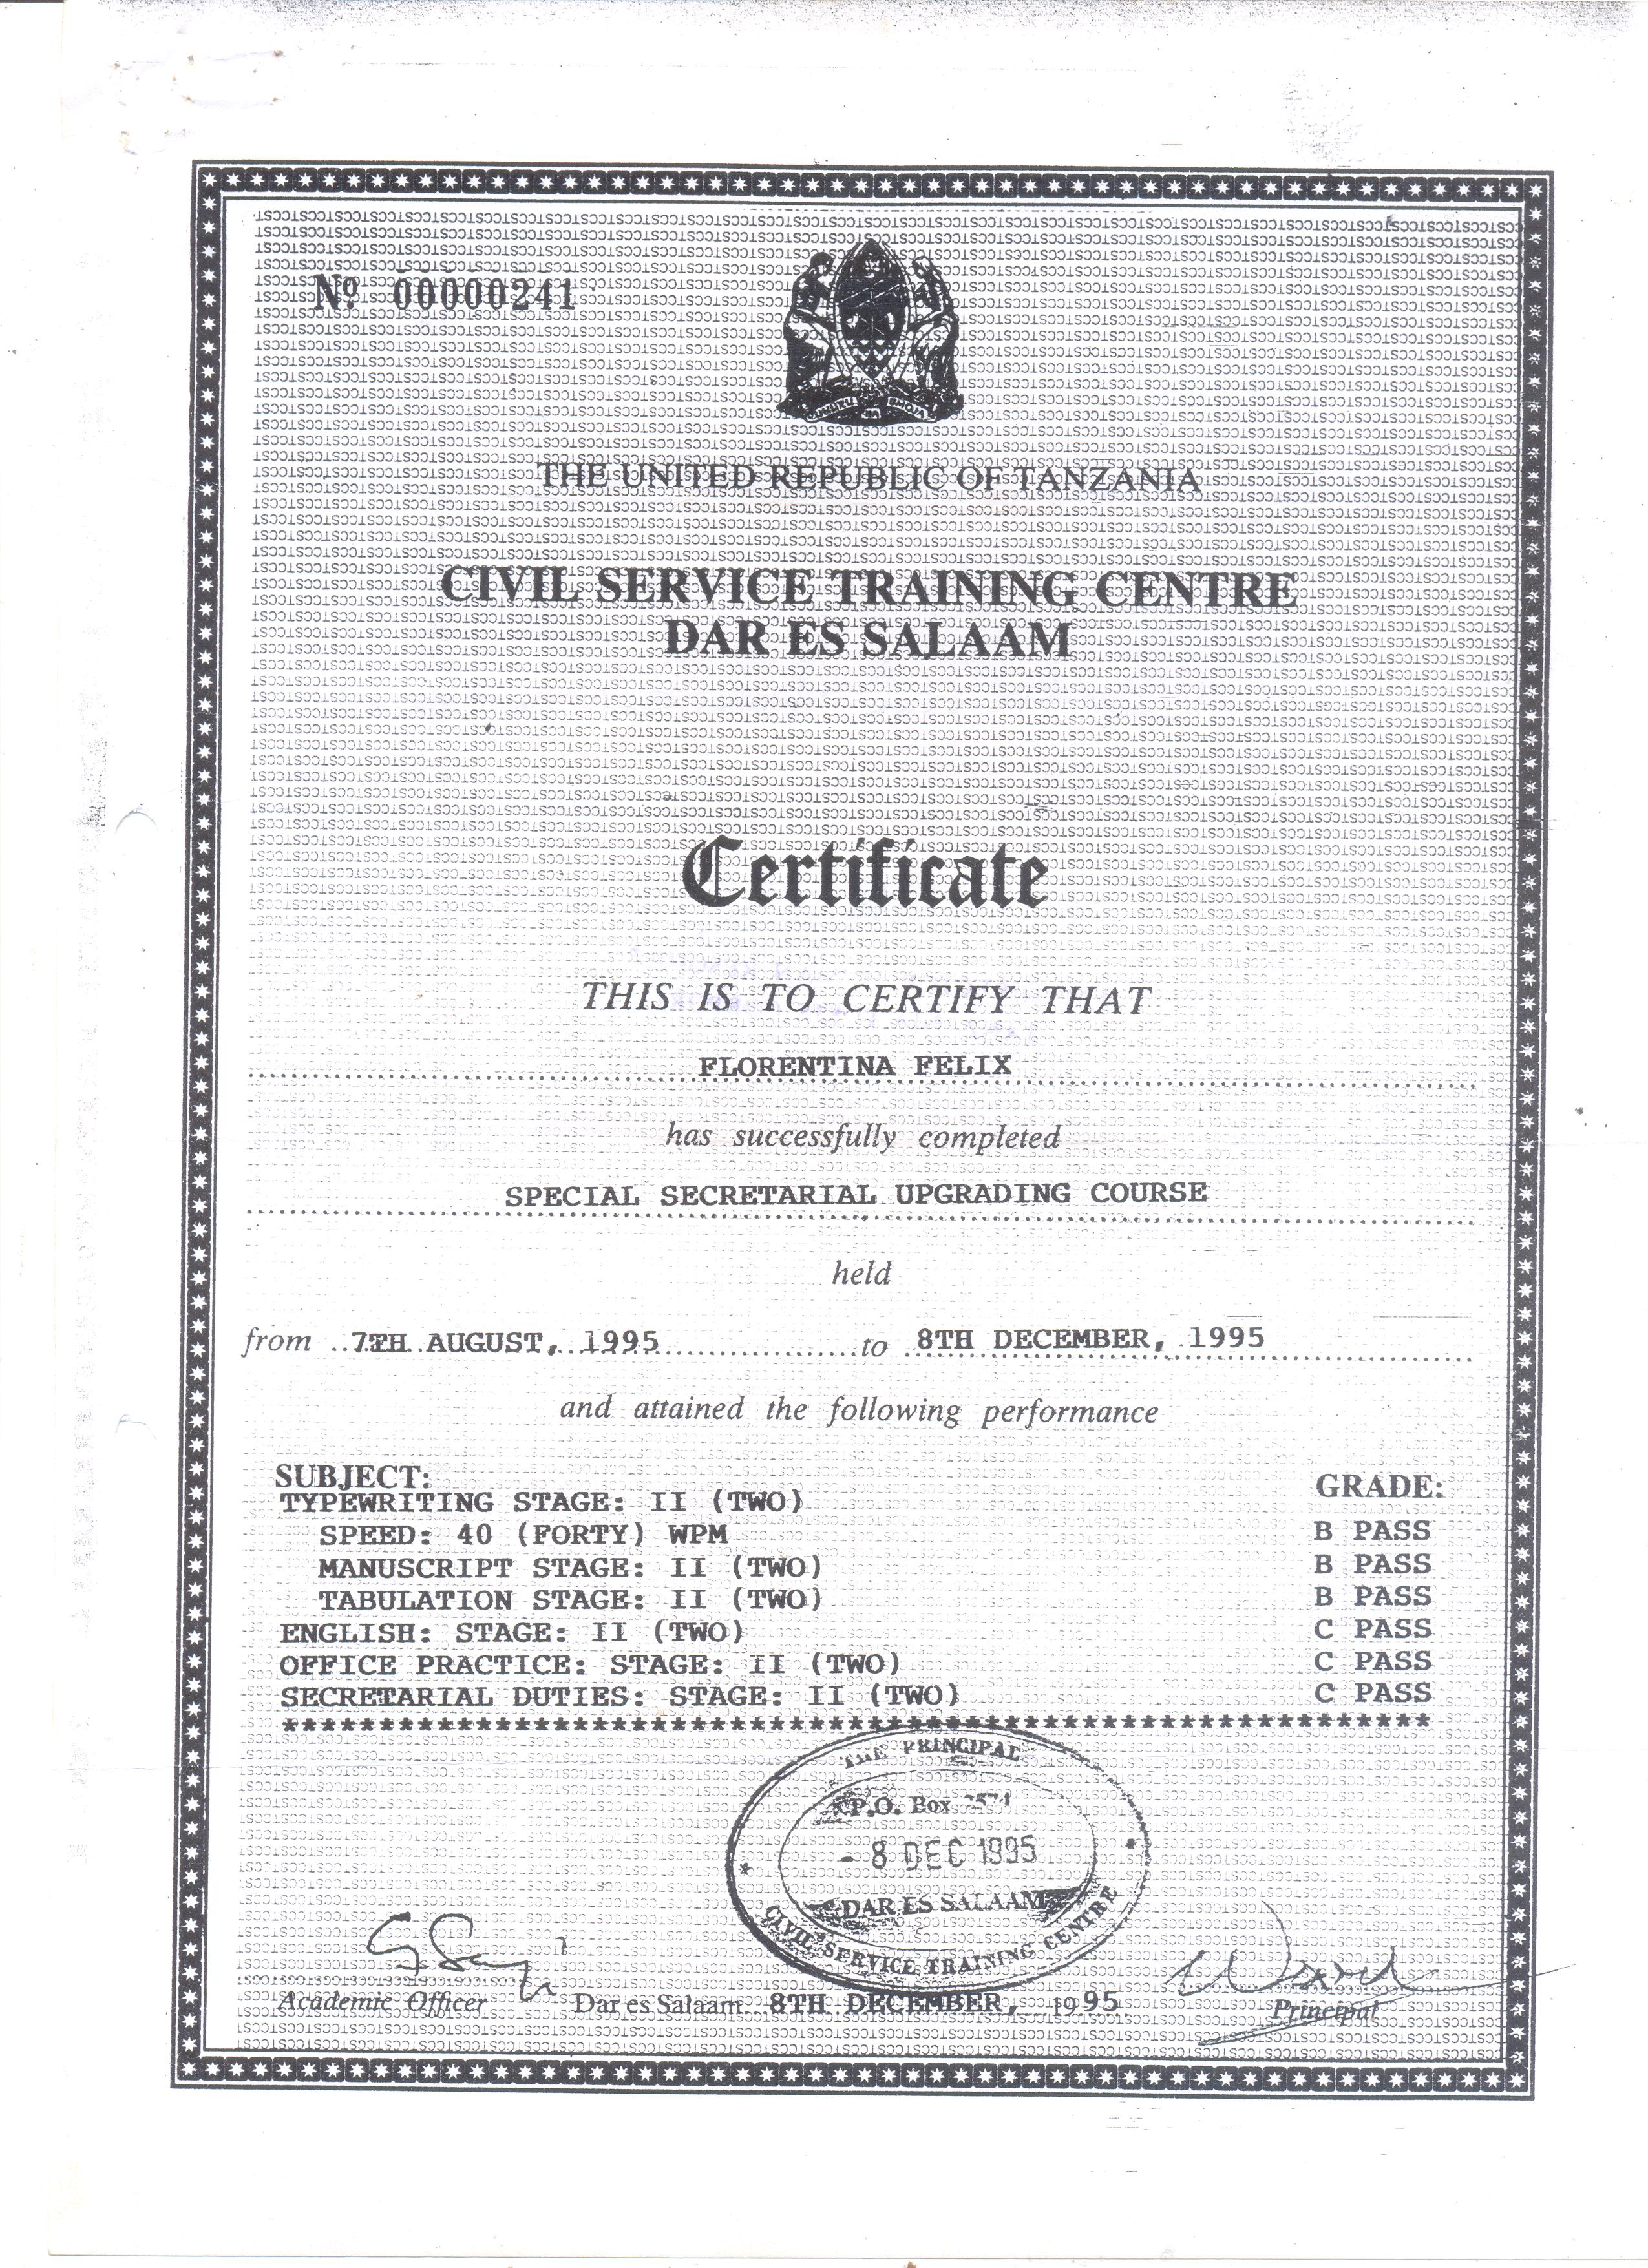 Nº 00000241
UHURU NA UMOJA
THE UNITED REPUBLIC OF TANZANIA
CIVIL SERVICE TRAINING CENTRE
DAR ES SALAAM
Certificate
THIS IS TO CERTIFY THAT
FLORENTINA FELIX
has successfully completed
SPECIAL SECRETARIAL UPGRADING COURSE
held
from 7TH AUGUST, 1995 to 8TH DECEMBER, 1995
and attained the following performance
SUBJECT: GRADE:
TYPEWRITING STAGE: II (TWO)
SPEED: 40 (FORTY) WPM B PASS
MANUSCRIPT STAGE: II (TWO) B PASS
TABULATION STAGE: II (TWO) B PASS
ENGLISH: STAGE: II (TWO) C PASS
OFFICE PRACTICE: STAGE: II (TWO) C PASS
SECRETARIAL DUTIES: STAGE: II (TWO) C PASS
****************************************************************
THE PRINCIPAL
P.O. Box
- 8 DEC 1995
DAR ES SALAAM
CIVIL SERVICE TRAINING CENTRE
Academic Officer Dar es Salaam 8TH DECEMBER, 1995 Principal